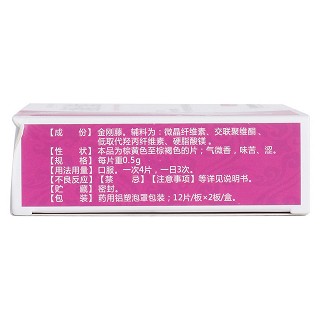 【成 份】金刚藤。辅料为：微晶纤维素、交联聚维酮、
低取代羟丙纤维素、硬脂酸镁。
【性 状】本品为棕黄色至棕褐色的片；气微香，味苦、涩。
【规 格】每片重0.5g
【用法用量】口服。一次4片，一日3次。
【不良反应】【禁 忌】【注意事项】等详见说明书。
【贮 藏】密封。
【包 装】药用铝塑泡罩包装；12片/板×2板/盒。